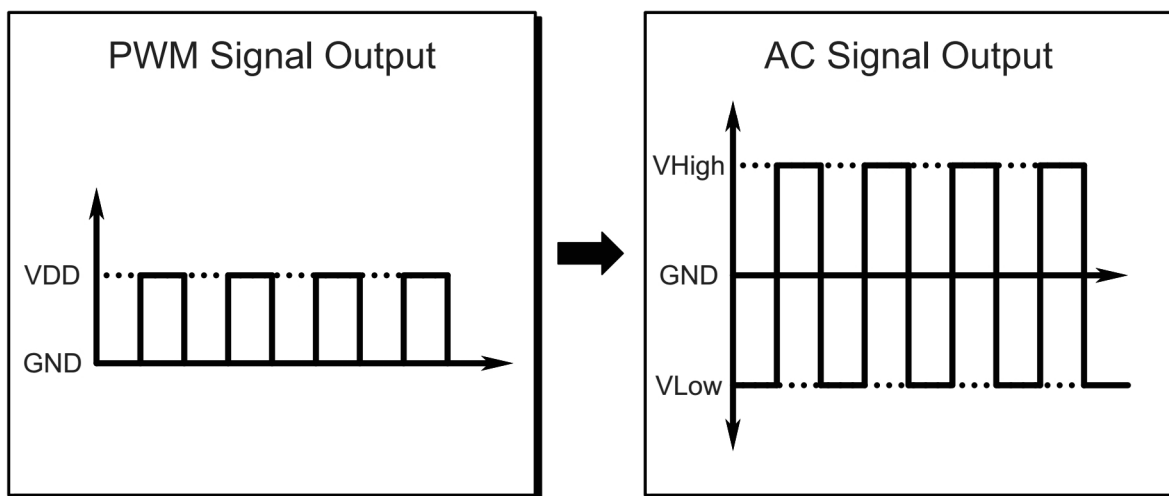 PWM Signal Output
VDD
GND
AC Signal Output
VHigh
GND
VLow